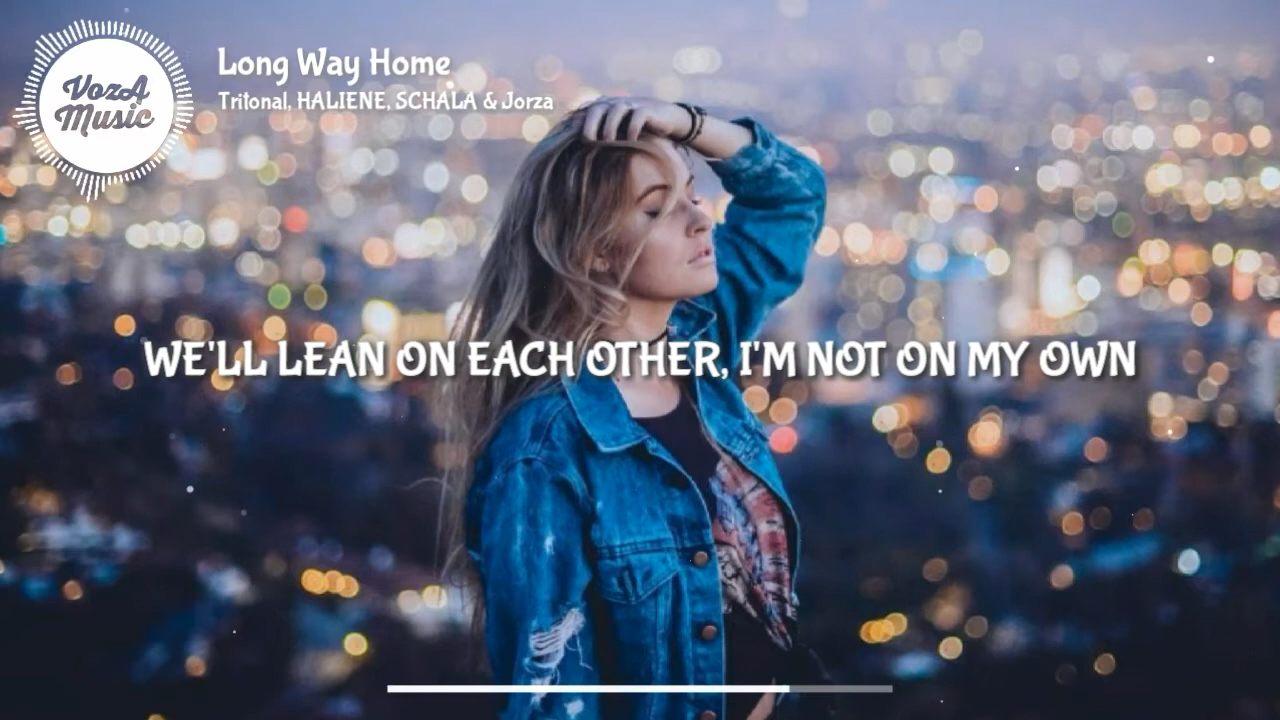 VozA
Music
Long Way Home
Tritonal, HALIENE, SCHALA & Jorza
WE'LL LEAN ON EACH OTHER, I'M NOT ON MY OWN